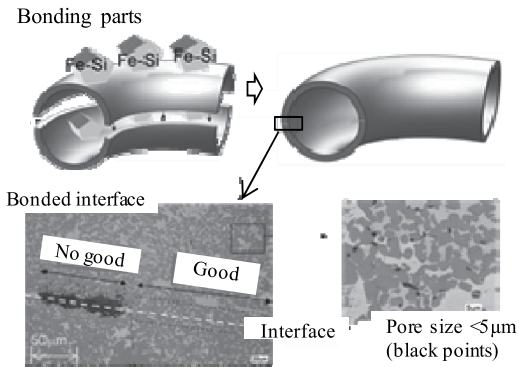 Bonding parts
Fe-Si Fe-Si Fe-Si
Bonded interface
No good
Good
Interface
50μm
Pore size <5μm
(black points)